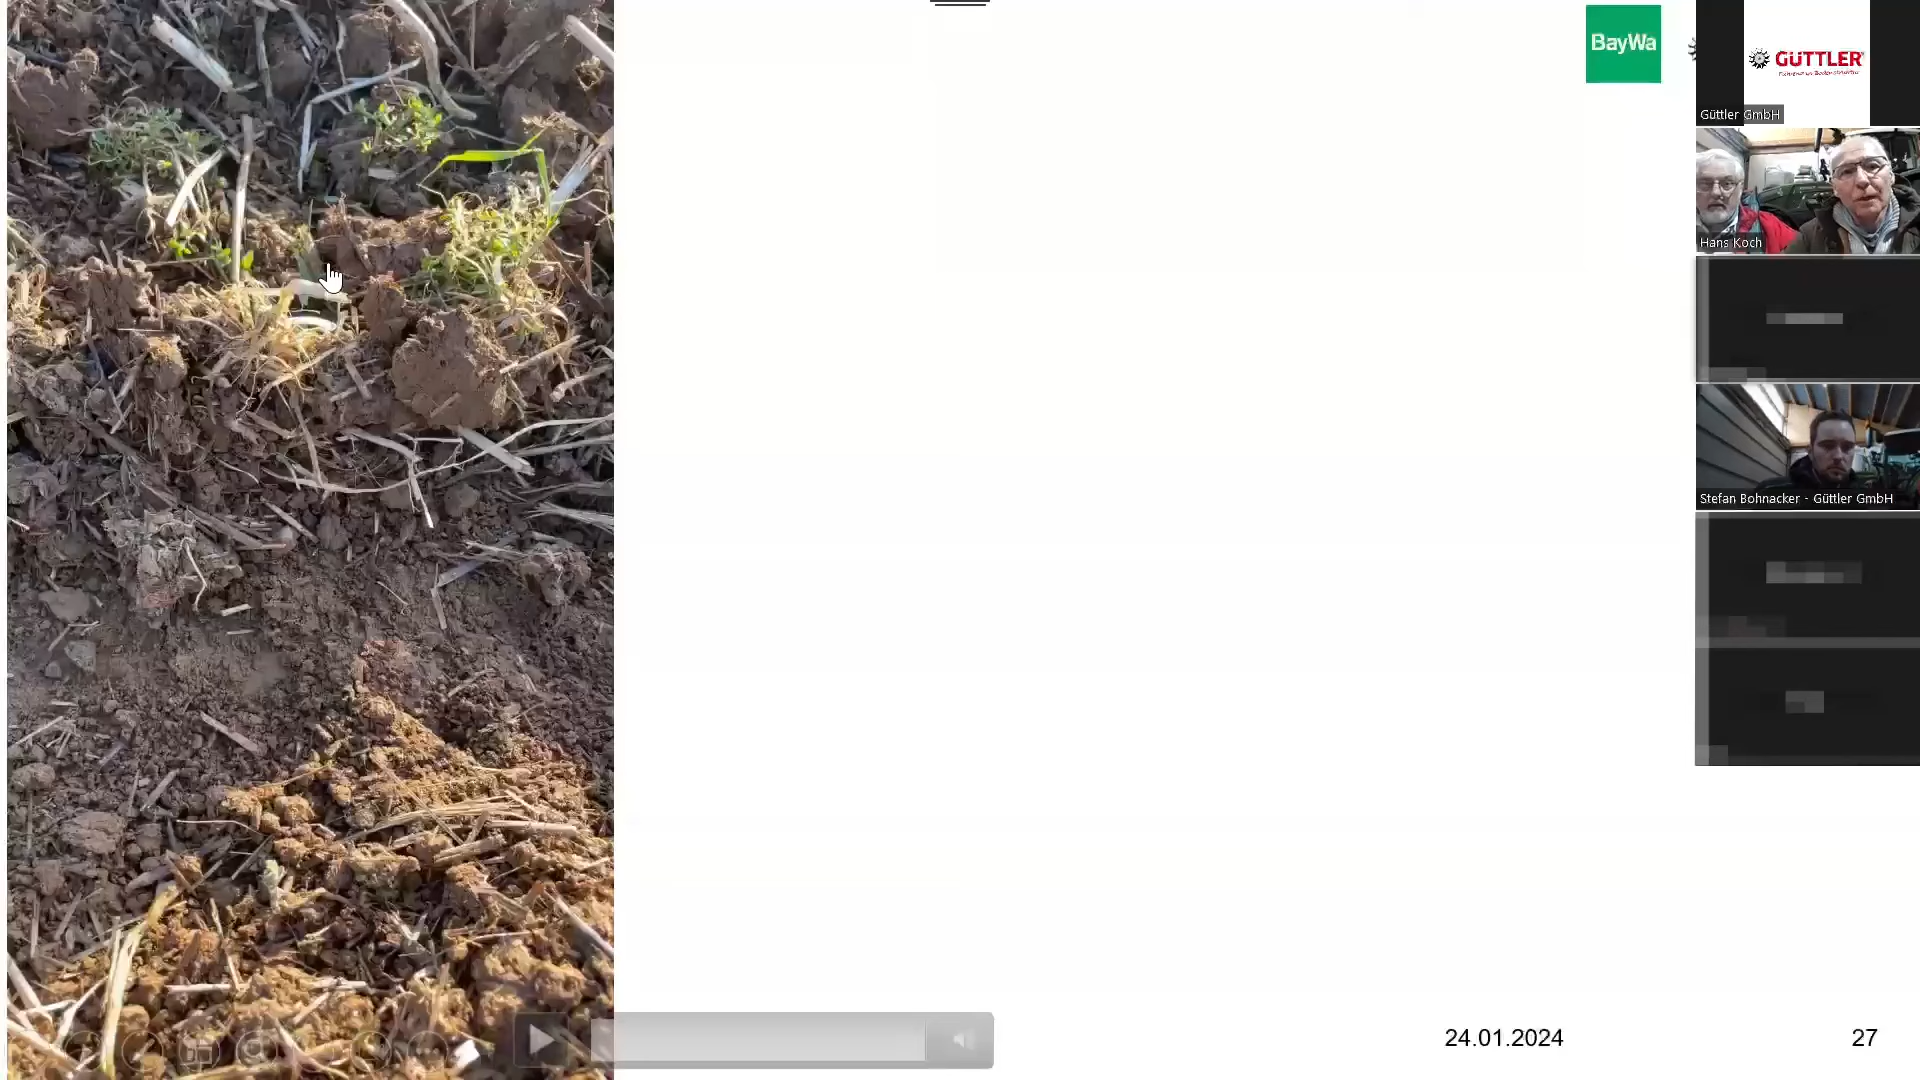 BayWa
GÜTTLER
Güttler GmbH
Hans Koch
Stefan Bohnacker - Güttler GmbH
24.01.2024
27